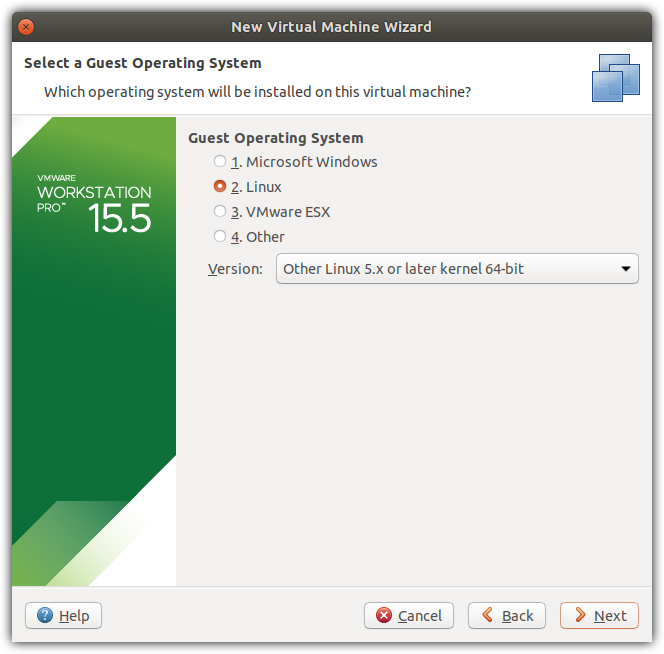 New Virtual Machine Wizard
Select a Guest Operating System
Which operating system will be installed on this virtual machine?
VMWARE
WORKSTATION
PRO™ 15.5
Guest Operating System
1. Microsoft Windows
2. Linux
3. VMware ESX
4. Other
Version: Other Linux 5.x or later kernel 64-bit
Help Cancel Back Next